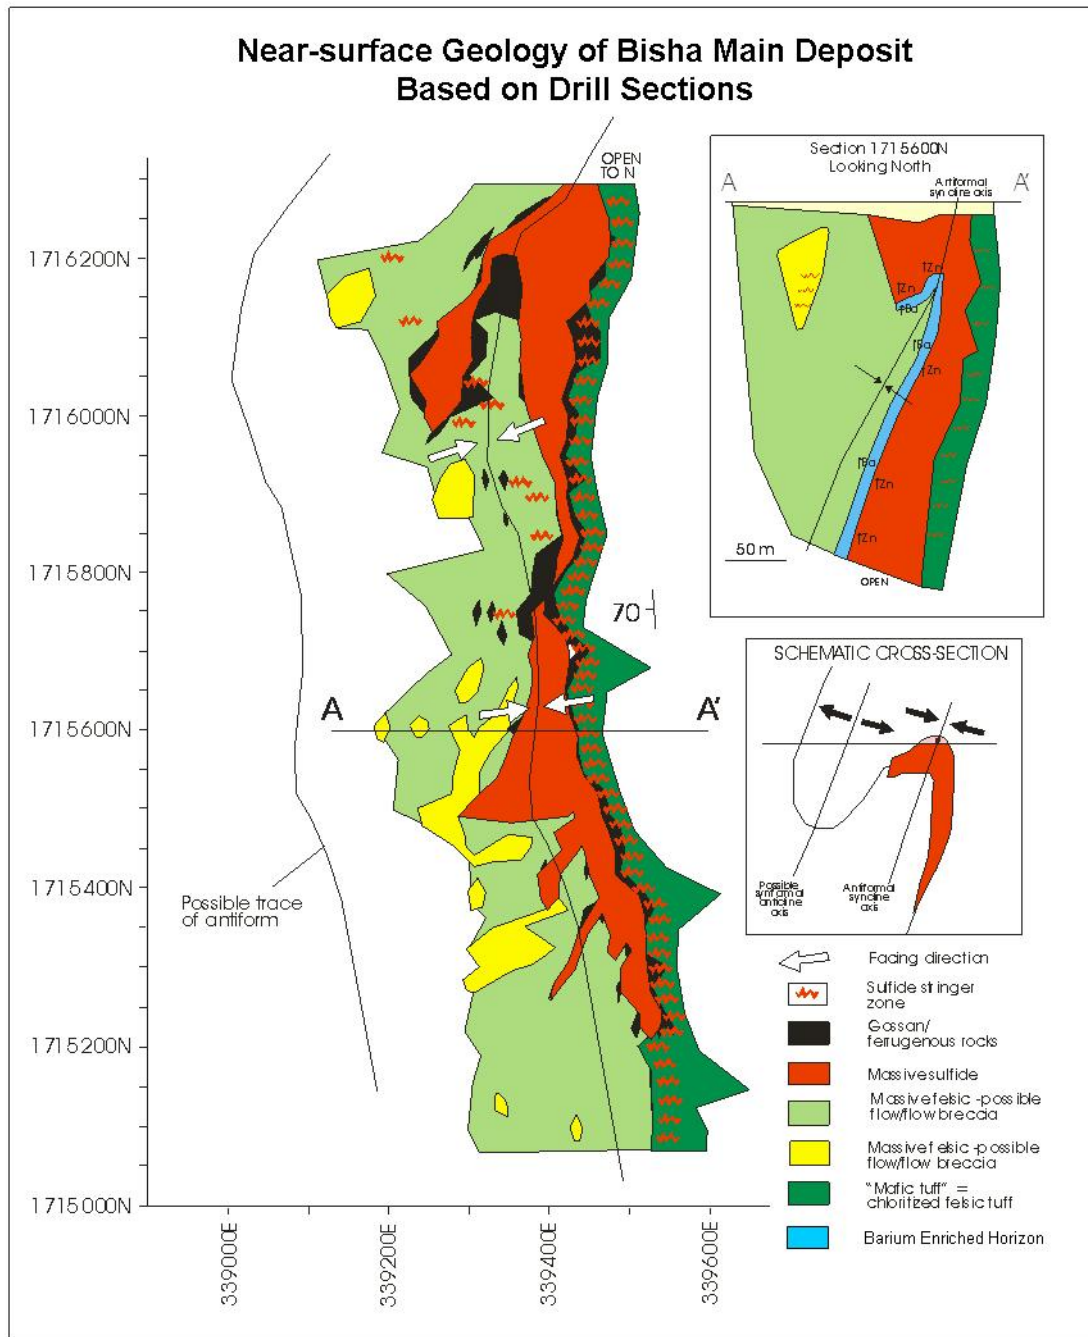 Near-surface Geology of Bisha Main Deposit
Based on Drill Sections
OPEN
TO N
1716200N
1716000N
1715800N
1715600N
1715400N
1715200N
1715000N
339000E
339200E
339400E
339600E
A
A'
70
Possible trace
of antiform
Section 1715600N
Looking North
A
A'
Antiformal
syncline axis
↑Zn
↑Zn
↑Ba
↑Ba
↑Zn
↑Ba
↑Zn
↑Zn
50 m
OPEN
SCHEMATIC CROSS-SECTION
Possible
synformal
anticline
axis
Antiformal
syncline
axis
Facing direction
Sulfide stringer
zone
Gossan/
ferrugenous rocks
Massive sulfide
Massive felsic -possible
flow/flow breccia
Massive felsic -possible
flow/flow breccia
"Mafic tuff" =
chloritized felsic tuff
Barium Enriched Horizon